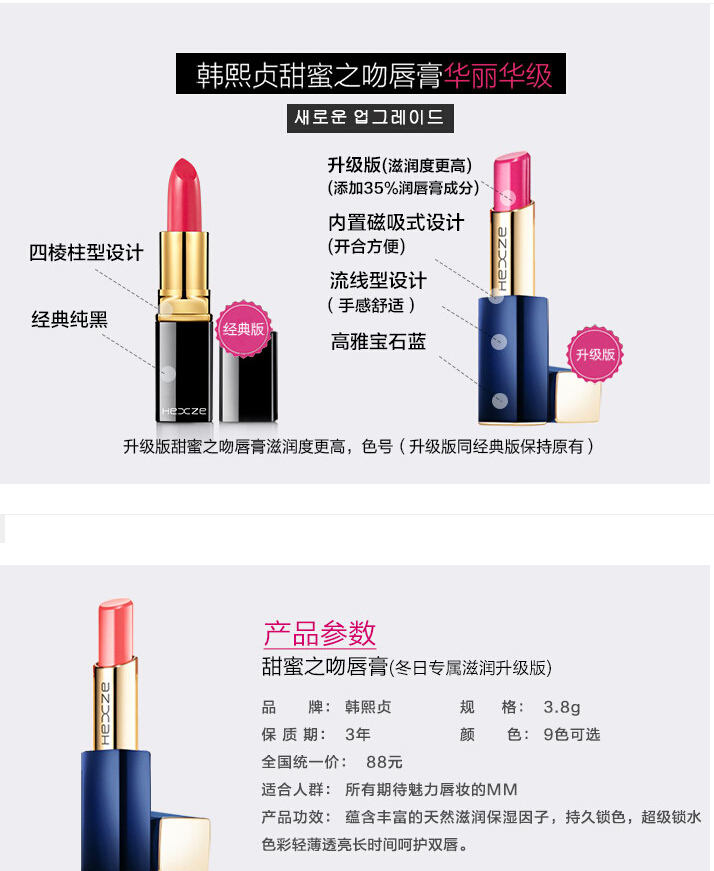 韩熙贞甜蜜之吻唇膏华丽华级
새로운 업그레이드
升级版(滋润度更高)
(添加35%润唇膏成分)
内置磁吸式设计
(开合方便)
流线型设计
( 手感舒适 )
高雅宝石蓝
HEXZE
升级版
四棱柱型设计
经典纯黑
经典版
HEXZE
升级版甜蜜之吻唇膏滋润度更高，色号 ( 升级版同经典版保持原有 )
HEXZE
产品参数
甜蜜之吻唇膏(冬日专属滋润升级版)
品 牌： 韩熙贞 规 格： 3.8g
保 质 期： 3年 颜 色： 9色可选
全国统一价： 88元
适合人群： 所有期待魅力唇妆的MM
产品功效： 蕴含丰富的天然滋润保湿因子，持久锁色，超级锁水
色彩轻薄透亮长时间呵护双唇。